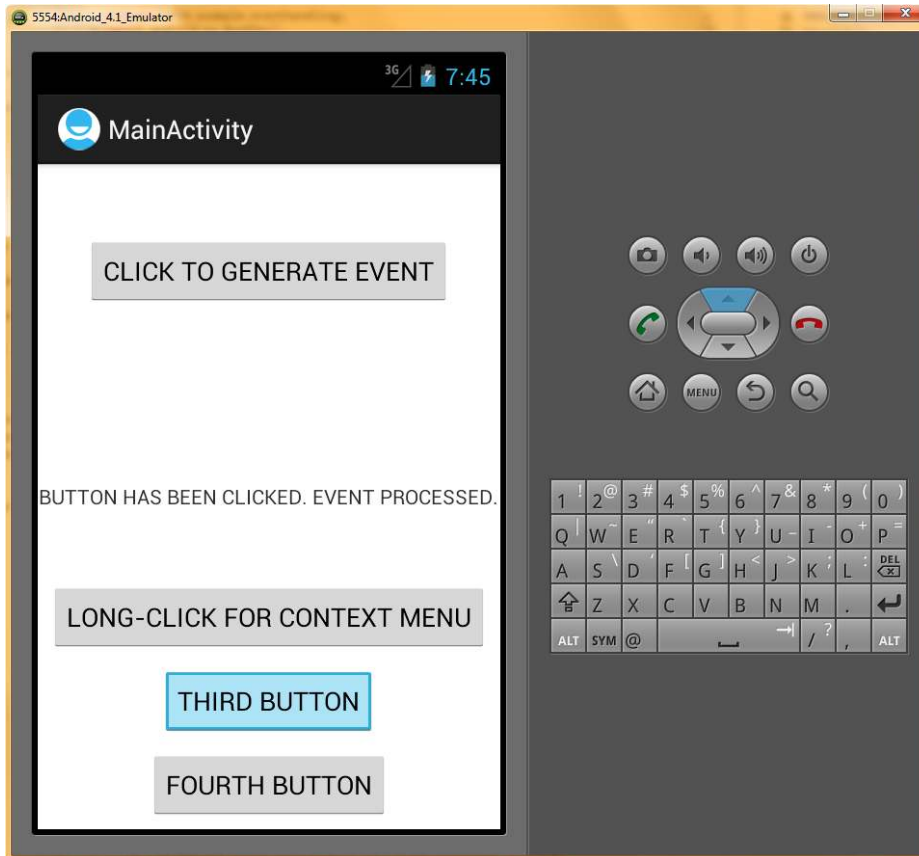 5554:Android_4.1_Emulator
3G 7:45
MainActivity
CLICK TO GENERATE EVENT
BUTTON HAS BEEN CLICKED. EVENT PROCESSED.
LONG-CLICK FOR CONTEXT MENU
THIRD BUTTON
FOURTH BUTTON
MENU
1 ! 2 @ 3 # 4 $ 5 % 6 ^ 7 & 8 * 9 ( 0 )
Q | W ~ E " R ` T { Y } U - I - O + P =
A S \ D ' F [ G ] H < J > K ; L : DEL
Z X C V B N M .
ALT SYM @ / ? , ALT